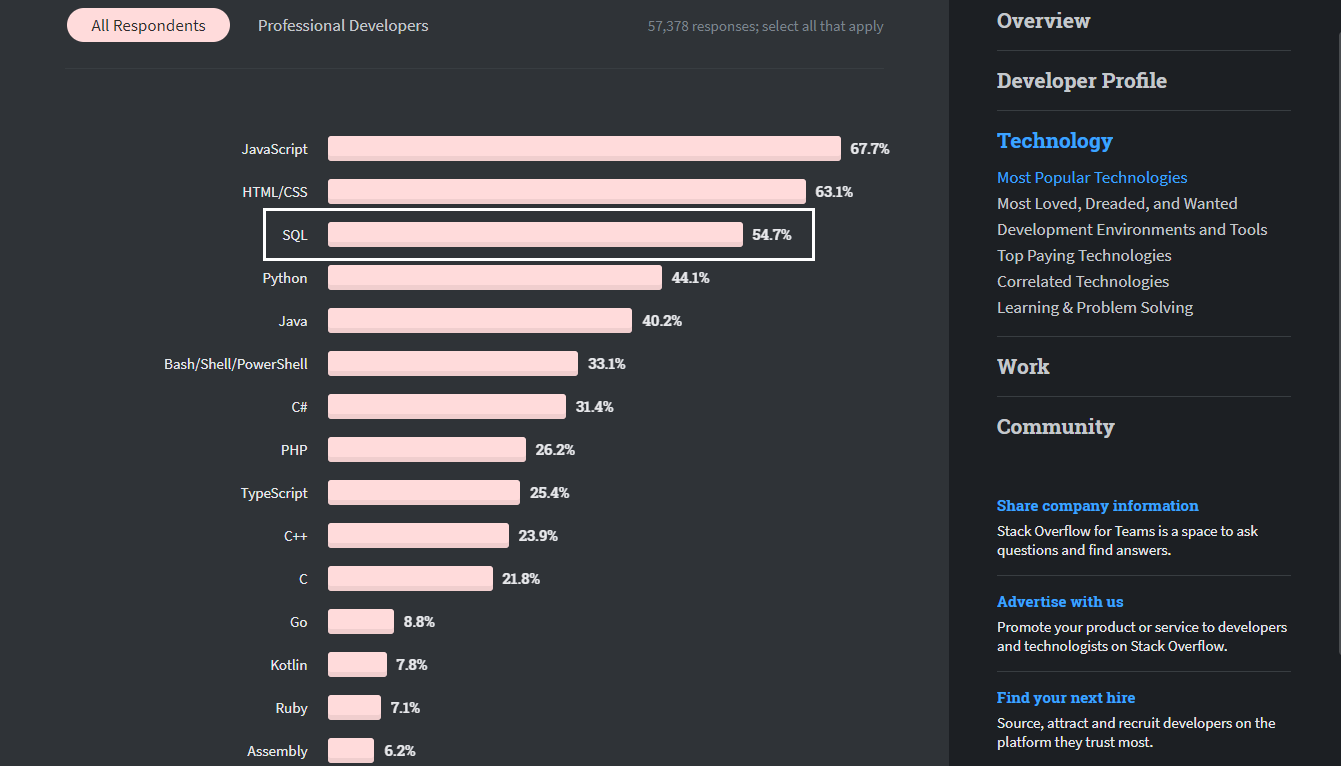 All Respondents
Professional Developers
57,378 responses; select all that apply
JavaScript 67.7%
HTML/CSS 63.1%
SQL 54.7%
Python 44.1%
Java 40.2%
Bash/Shell/PowerShell 33.1%
C# 31.4%
PHP 26.2%
TypeScript 25.4%
C++ 23.9%
C 21.8%
Go 8.8%
Kotlin 7.8%
Ruby 7.1%
Assembly 6.2%
Overview
Developer Profile
Technology
Most Popular Technologies
Most Loved, Dreaded, and Wanted
Development Environments and Tools
Top Paying Technologies
Correlated Technologies
Learning & Problem Solving
Work
Community
Share company information
Stack Overflow for Teams is a space to ask
questions and find answers.
Advertise with us
Promote your product or service to developers
and technologists on Stack Overflow.
Find your next hire
Source, attract and recruit developers on the
platform they trust most.